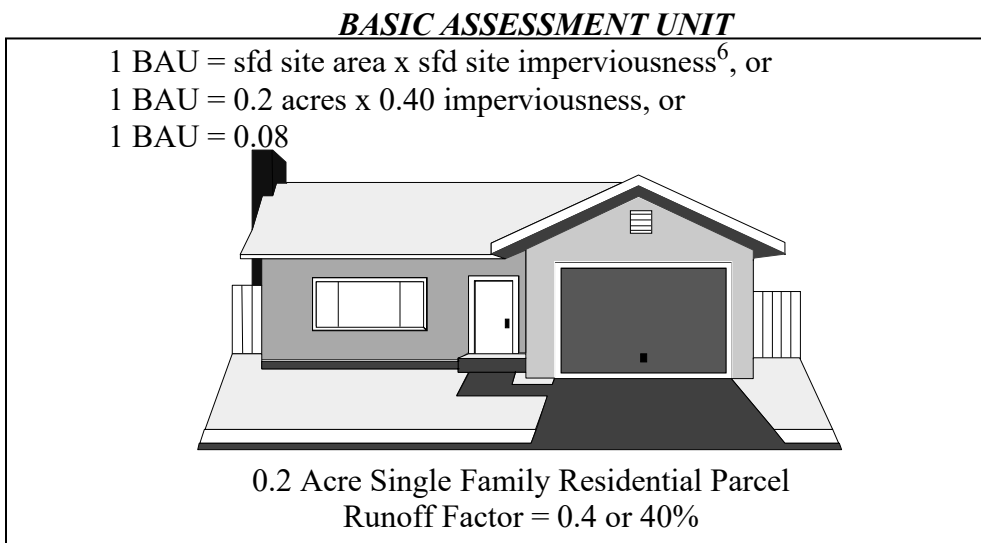 BASIC ASSESSMENT UNIT
1 BAU = sfd site area x sfd site imperviousness6, or
1 BAU = 0.2 acres x 0.40 imperviousness, or
1 BAU = 0.08
0.2 Acre Single Family Residential Parcel
Runoff Factor = 0.4 or 40%